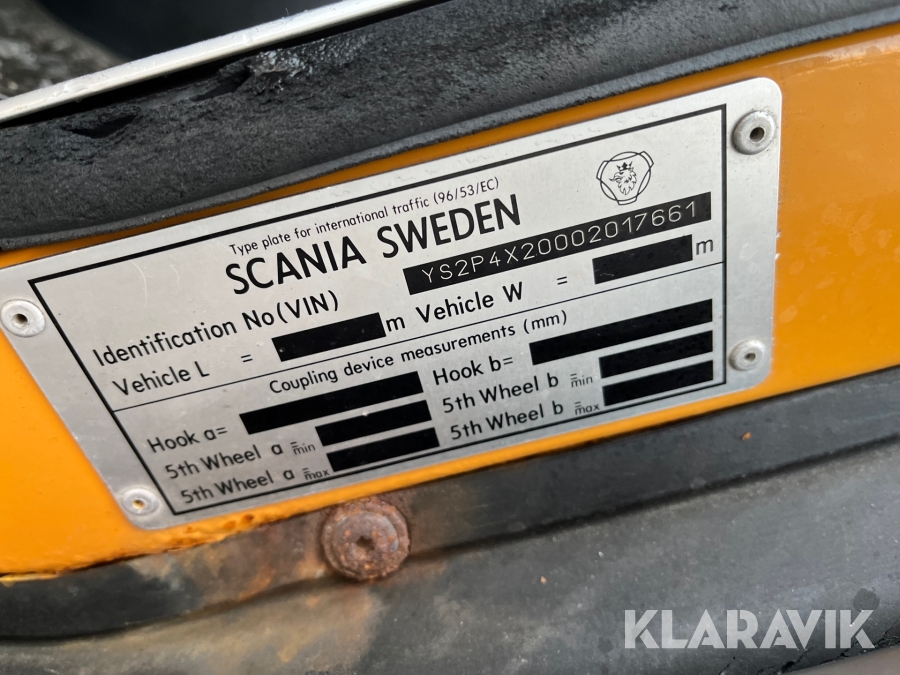 Type plate for international traffic (96/53/EC)
SCANIA SWEDEN
Identification No (VIN) YS2P4X20002017661
Vehicle L = m Vehicle W = m
Coupling device measurements (mm)
Hook a= Hook b=
5th Wheel a = min 5th Wheel b = min
5th Wheel a = max 5th Wheel b = max
KLARAVIK